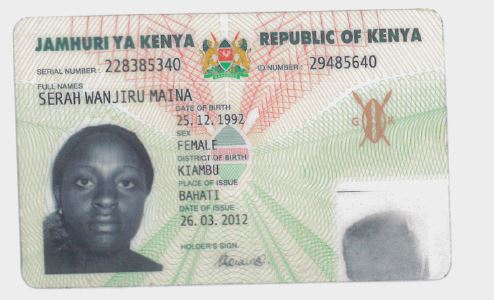 JAMHURI YA KENYA REPUBLIC OF KENYA
SERIAL NUMBER: 228385340 ID NUMBER: 29485640
FULL NAMES
SERAH WANJIRU MAINA
DATE OF BIRTH
25. 12. 1992
SEX
FEMALE
DISTRICT OF BIRTH
KIAMBU
PLACE OF ISSUE
BAHATI
DATE OF ISSUE
26. 03. 2012
HOLDER'S SIGN.